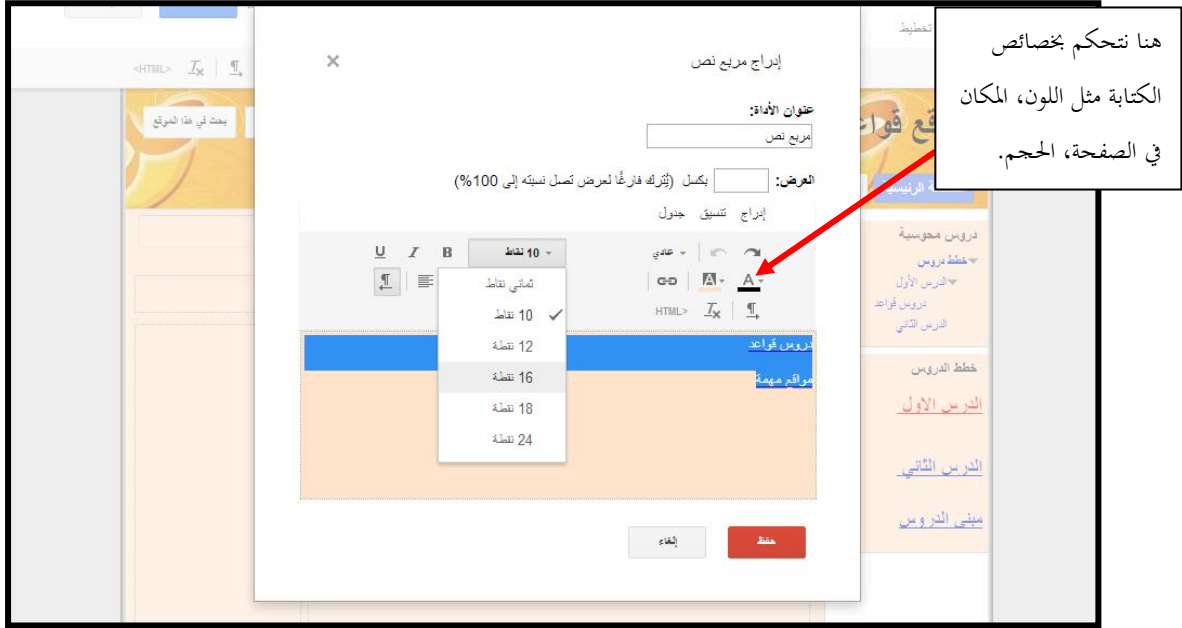 هنا نتحكم بخصائص
الكتابة مثل اللون، المكان
في الصفحة، الحجم.
تخطيط
<HTML>
إدراج مربع نص
×
بحث في هذا الموقع
عنوان الأداة:
مربع نص
العرض: بكسل (يُترك فارغًا لعرض تصل نسبته إلى 100%)
إدراج تنسيق جدول
عادي
10 نقاط
B I U
A A
HTML>
ثماني نقاط
10 نقاط
12 نقطة
16 نقطة
18 نقطة
24 نقطة
دروس قواعد
مواقع مهمة
حفظ
إلغاء
دروس محوسبة
خطط دروس
الدرس الأول
دروس قواعد
الدرس الثاني
خطط الدروس
الدرس الاول
الدرس الثاني
مبنى الدروس